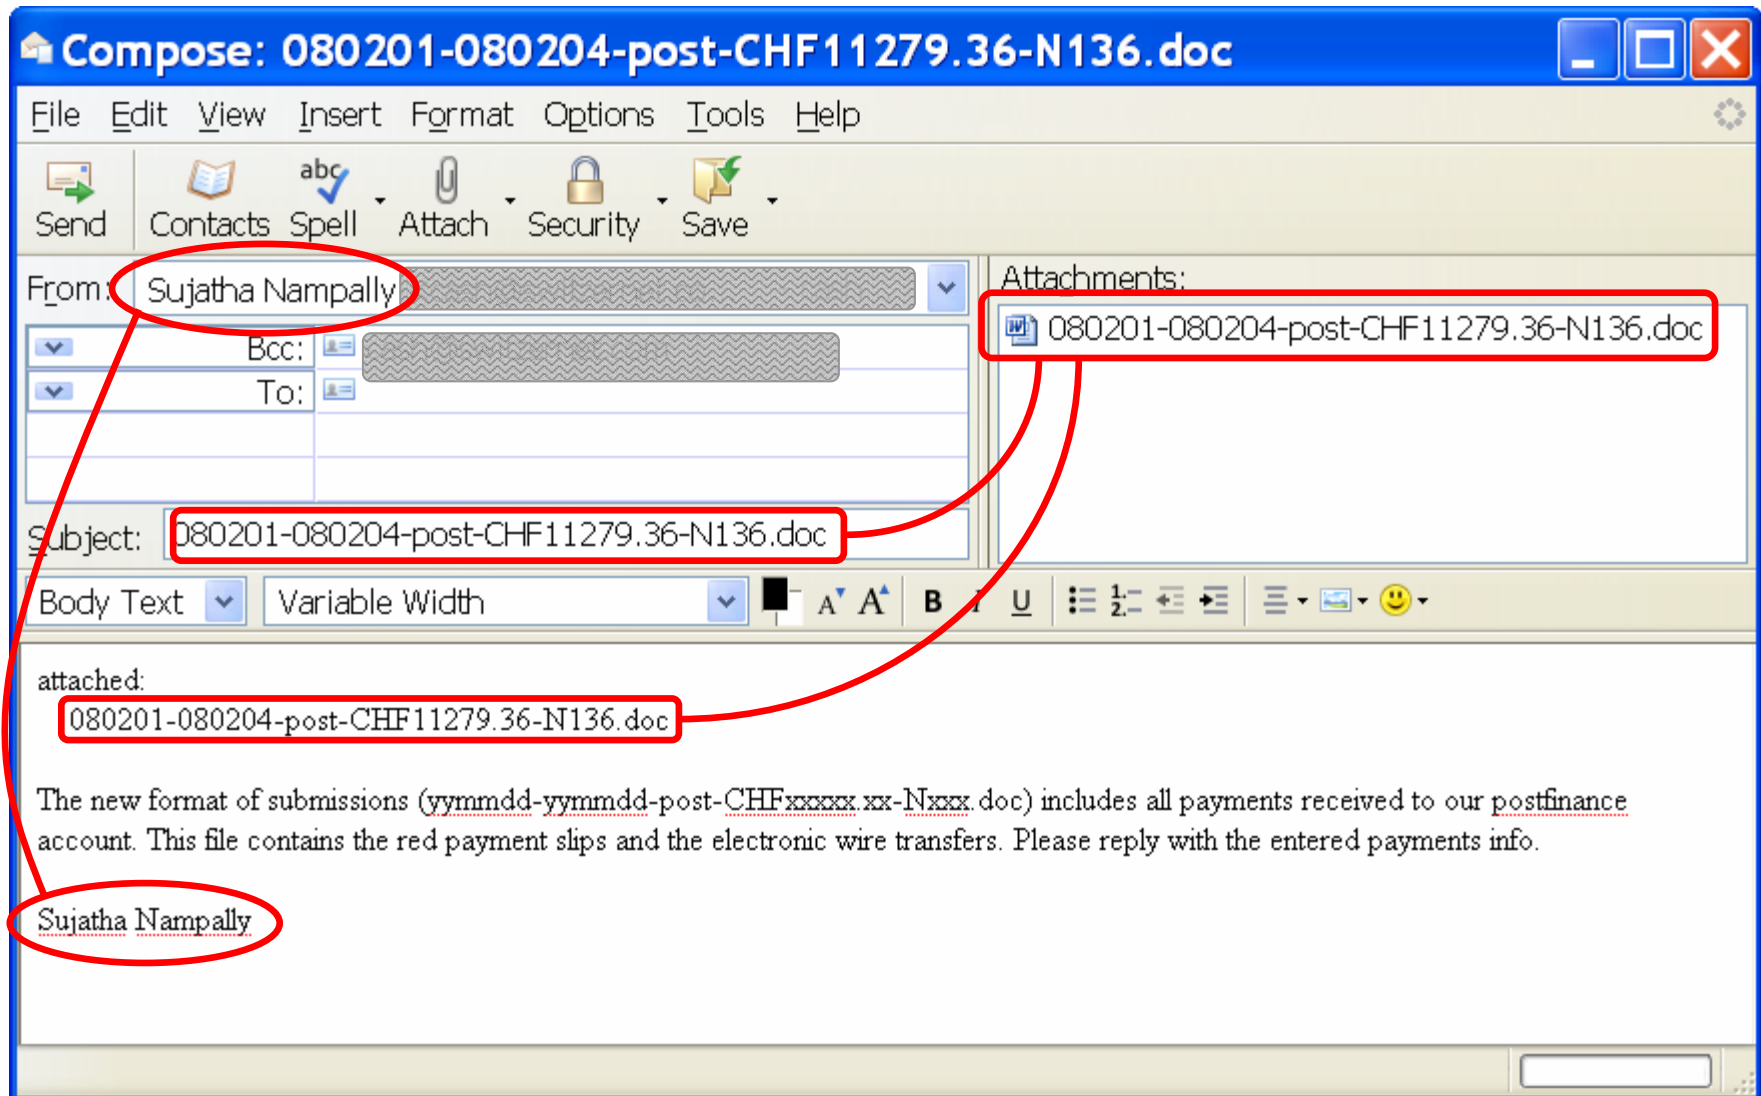 Compose: 080201-080204-post-CHF11279.36-N136.doc
File Edit View Insert Format Options Tools Help
abc
Send Contacts Spell Attach Security Save
From: Sujatha Nampally
Attachments:
080201-080204-post-CHF11279.36-N136.doc
Bcc:
To:
Subject: 080201-080204-post-CHF11279.36-N136.doc
Body Text Variable Width A A B I U 1. 2.
attached:
080201-080204-post-CHF11279.36-N136.doc
The new format of submissions (yymmdd-yymmdd-post-CHFxxxxx.xx-Nxxx.doc) includes all payments received to our postfinance
account. This file contains the red payment slips and the electronic wire transfers. Please reply with the entered payments info.
Sujatha Nampally